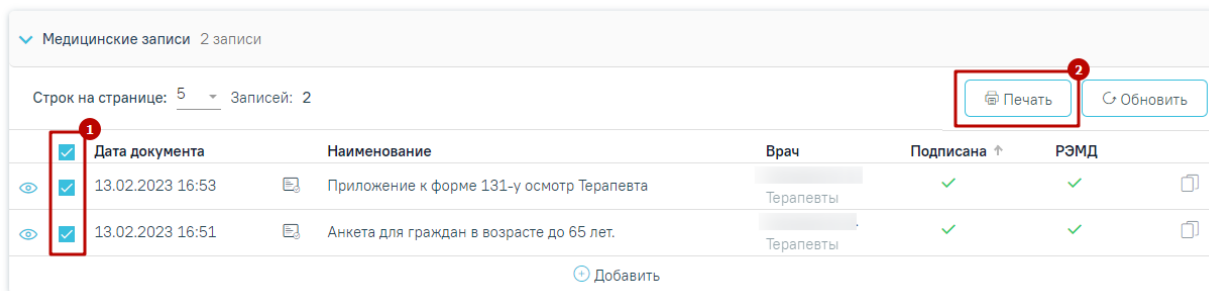 Медицинские записи 2 записи
2
Строк на странице: 5 Записей: 2 Печать Обновить
1
Дата документа Наименование Врач Подписана ↑ РЭМД
13.02.2023 16:53 Приложение к форме 131-у осмотр Терапевта
Терапевты
13.02.2023 16:51 Анкета для граждан в возрасте до 65 лет.
Терапевты
Добавить